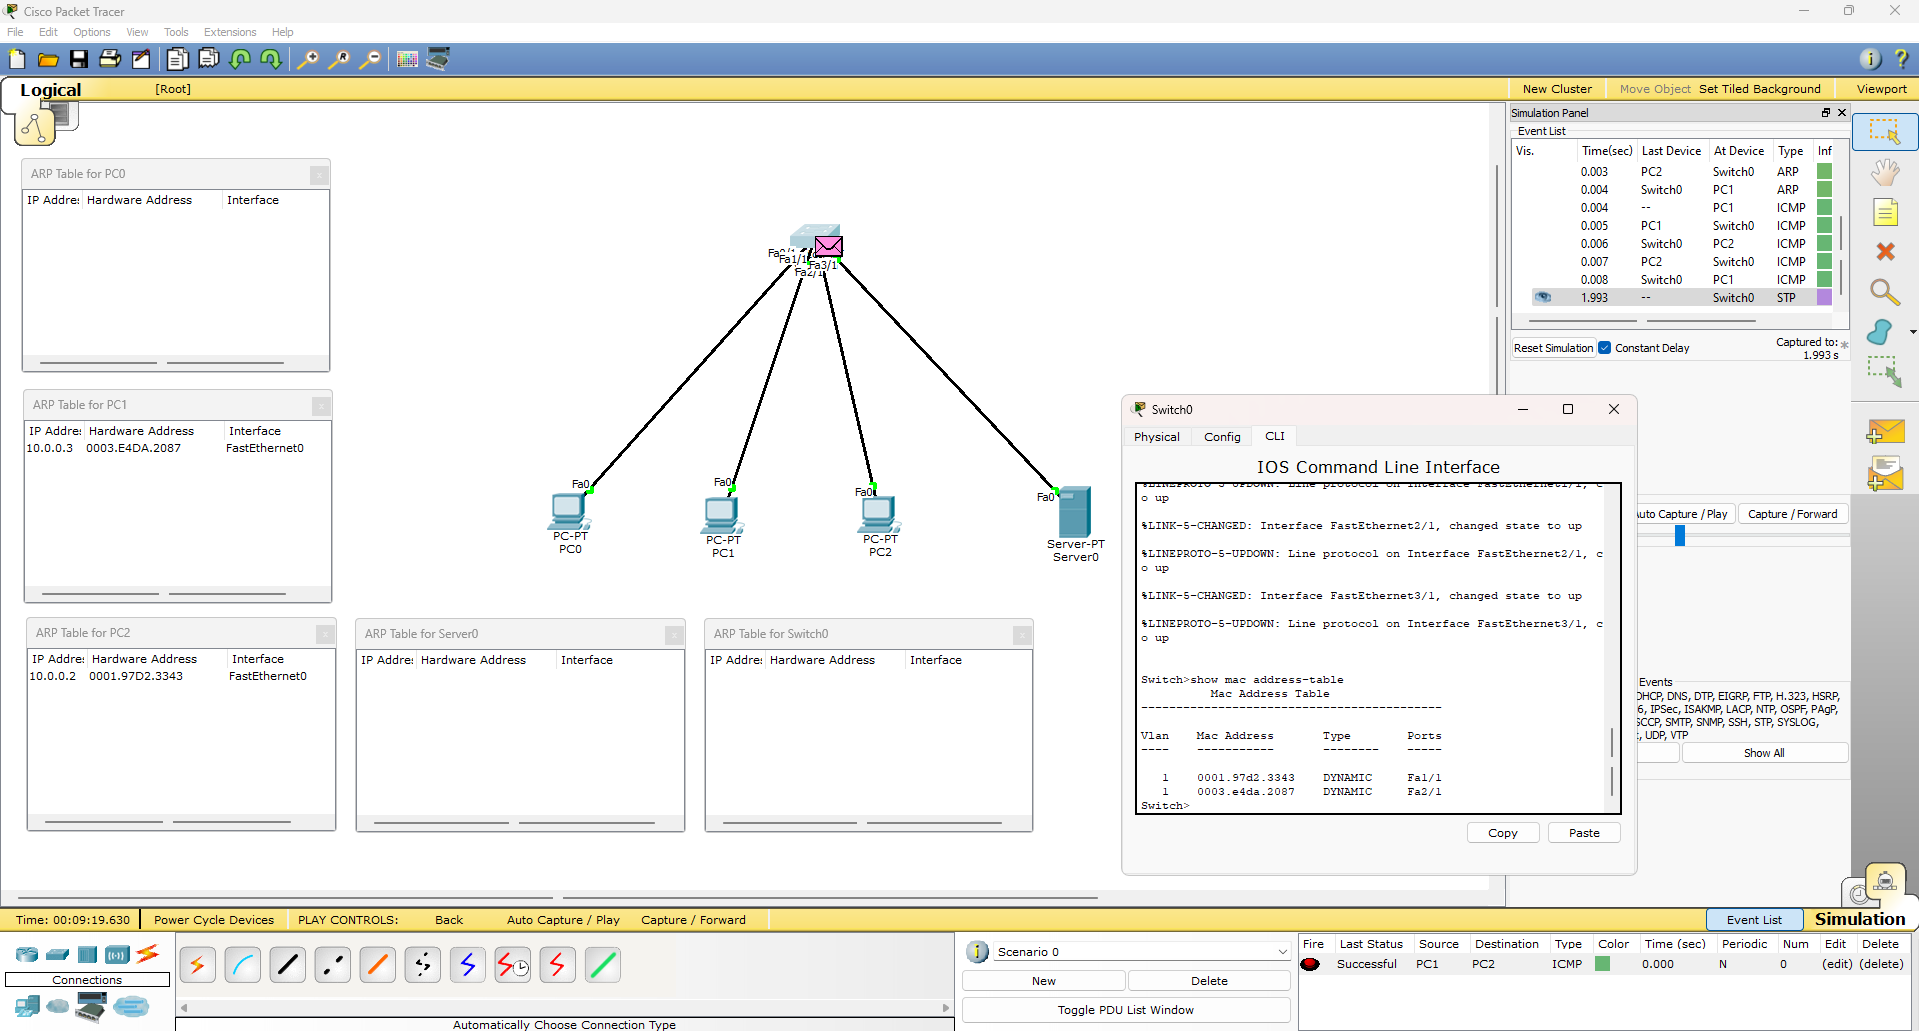 Cisco Packet Tracer
File Edit Options View Tools Extensions Help
Logical [Root] New Cluster Move Object Set Tiled Background Viewport
Simulation Panel
Event List
Vis. Time(sec) Last Device At Device Type Inf
0.003 PC2 Switch0 ARP
0.004 Switch0 PC1 ARP
0.004 -- PC1 ICMP
0.005 PC1 Switch0 ICMP
0.006 Switch0 PC2 ICMP
0.007 PC2 Switch0 ICMP
0.008 Switch0 PC1 ICMP
1.993 -- Switch0 STP
Reset Simulation Constant Delay Captured to:
1.993 s
ARP Table for PC0
IP Addre: Hardware Address Interface
ARP Table for PC1
IP Addre: Hardware Address Interface
10.0.0.3 0003.E4DA.2087 FastEthernet0
ARP Table for PC2
IP Addre: Hardware Address Interface
10.0.0.2 0001.97D2.3343 FastEthernet0
ARP Table for Server0
IP Addre: Hardware Address Interface
ARP Table for Switch0
IP Addre: Hardware Address Interface
Fa1/1
Fa2/1
Fa3/1
Fa0
PC-PT
PC0
Fa0
PC-PT
PC1
Fa0
PC-PT
PC2
Fa0
Server-PT
Server0
Switch0
Physical Config CLI
IOS Command Line Interface
%LINEPROTO-5-UPDOWN: Line protocol on Interface FastEthernet1/1, c
o up
%LINK-5-CHANGED: Interface FastEthernet2/1, changed state to up
%LINEPROTO-5-UPDOWN: Line protocol on Interface FastEthernet2/1, c
o up
%LINK-5-CHANGED: Interface FastEthernet3/1, changed state to up
%LINEPROTO-5-UPDOWN: Line protocol on Interface FastEthernet3/1, c
o up
Switch>show mac address-table
Mac Address Table
-------------------------------------------
Vlan Mac Address Type Ports
---- ----------- -------- -----
1 0001.97d2.3343 DYNAMIC Fa1/1
1 0003.e4da.2087 DYNAMIC Fa2/1
Switch>
Copy Paste
uto Capture / Play Capture / Forward
Events
DHCP, DNS, DTP, EIGRP, FTP, H.323, HSRP,
6, IPSec, ISAKMP, LACP, NTP, OSPF, PAgP,
SCCP, SMTP, SNMP, SSH, STP, SYSLOG,
, UDP, VTP
Show All
Time: 00:09:19.630 Power Cycle Devices PLAY CONTROLS: Back Auto Capture / Play Capture / Forward Event List Simulation
Connections
Automatically Choose Connection Type
Scenario 0
New Delete
Toggle PDU List Window
Fire Last Status Source Destination Type Color Time (sec) Periodic Num Edit Delete
Successful PC1 PC2 ICMP 0.000 N 0 (edit) (delete)